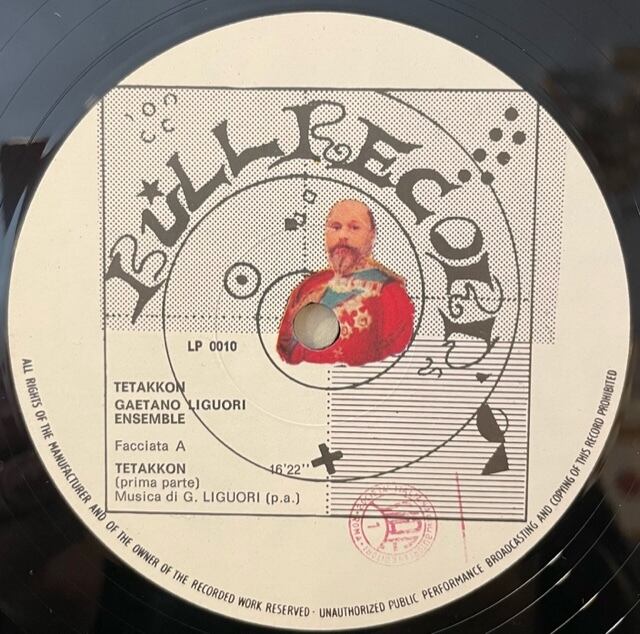 BULL RECORD
LP 0010
TETAKKON
GAETANO LIGUORI
ENSEMBLE
Facciata A
TETAKKON 16'22''
(prima parte)
Musica di G. LIGUORI (p.a.)
ALL RIGHTS OF THE MANUFACTURER AND OF THE OWNER OF THE RECORDED WORK RESERVED · UNAUTHORIZED PUBLIC PERFORMANCE BROADCASTING AND COPYING OF THIS RECORD PROHIBITED